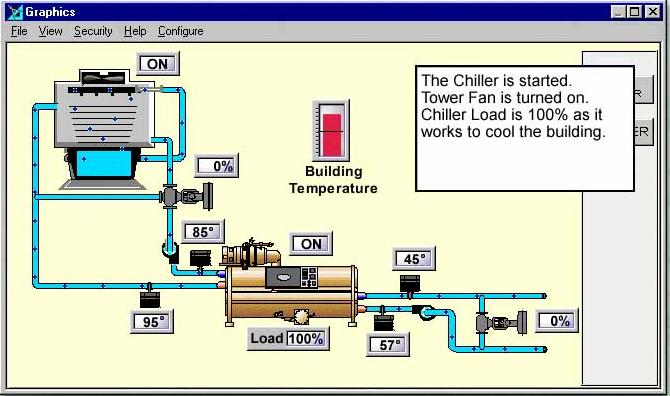 Graphics
File View Security Help Configure
ON
The Chiller is started.
Tower Fan is turned on.
Chiller Load is 100% as it
works to cool the building.
R
ER
0%
Building
Temperature
85°
ON
45°
95°
Load 100%
57°
0%